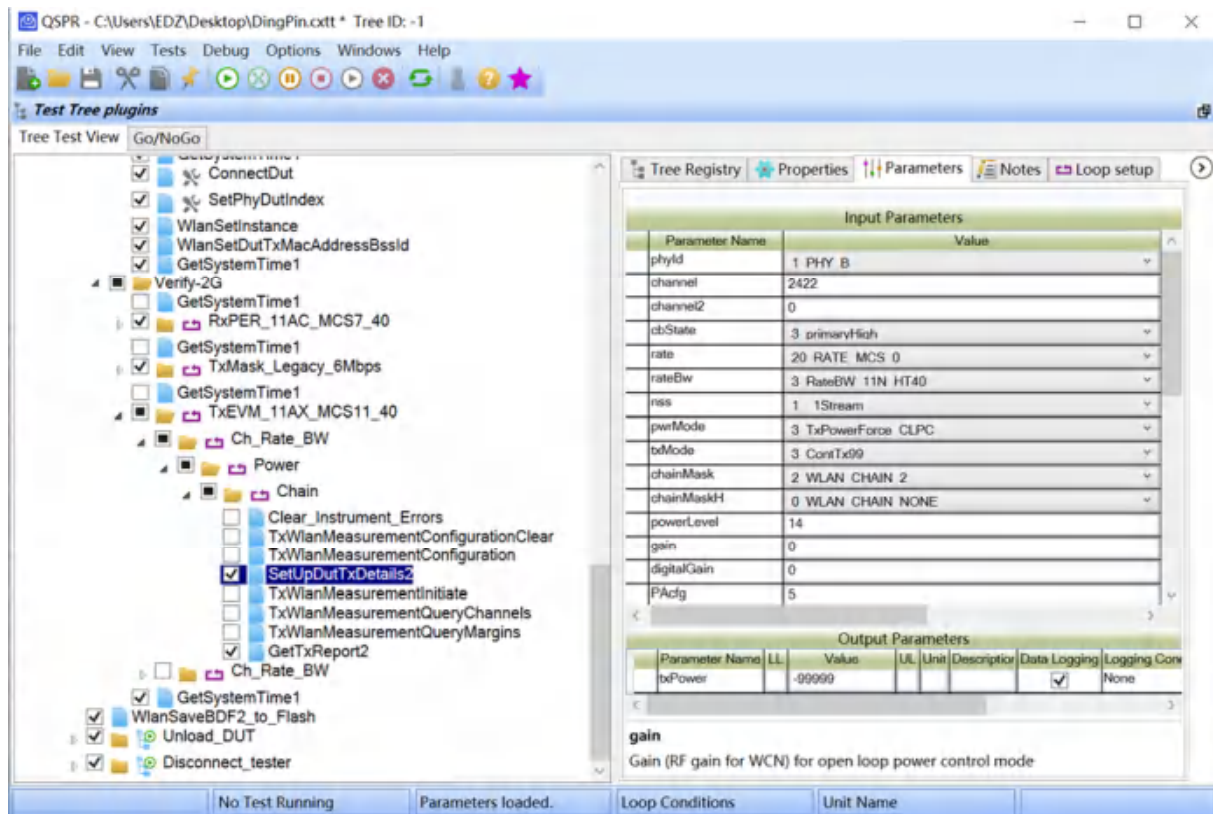 QSPR - C:\Users\EDZ\Desktop\DingPin.cxtt * Tree ID: -1
File Edit View Tests Debug Options Windows Help
Test Tree plugins
Tree Test View Go/NoGo
GetSystemTime1
ConnectDut
SetPhyDutIndex
WlanSetInstance
WlanSetDutTxMacAddressBssId
GetSystemTime1
Verify-2G
GetSystemTime1
RxPER_11AC_MCS7_40
GetSystemTime1
TxMask_Legacy_6Mbps
GetSystemTime1
TxEVM_11AX_MCS11_40
Ch_Rate_BW
Power
Chain
Clear_Instrument_Errors
TxWlanMeasurementConfigurationClear
TxWlanMeasurementConfiguration
SetUpDutTxDetails2
TxWlanMeasurementInitiate
TxWlanMeasurementQueryChannels
TxWlanMeasurementQueryMargins
GetTxReport2
Ch_Rate_BW
GetSystemTime1
WlanSaveBDF2_to_Flash
Unload_DUT
Disconnect_tester
Tree Registry Properties Parameters Notes Loop setup
Input Parameters
Parameter Name Value
phyId 1 PHY B
channel 2422
channel2 0
cbState 3 primaryHigh
rate 20 RATE MCS 0
rateBw 3 RateBW 11N HT40
nss 1 1Stream
pwrMode 3 TxPowerForce CLPC
txMode 3 ContTx99
chainMask 2 WLAN CHAIN 2
chainMaskH 0 WLAN CHAIN NONE
powerLevel 14
gain 0
digitalGain 0
PAcfg 5
Output Parameters
Parameter Name LL Value UL Unit Descriptior Data Logging Logging Con
txPower -99999 None
gain
Gain (RF gain for WCN) for open loop power control mode
No Test Running Parameters loaded. Loop Conditions Unit Name